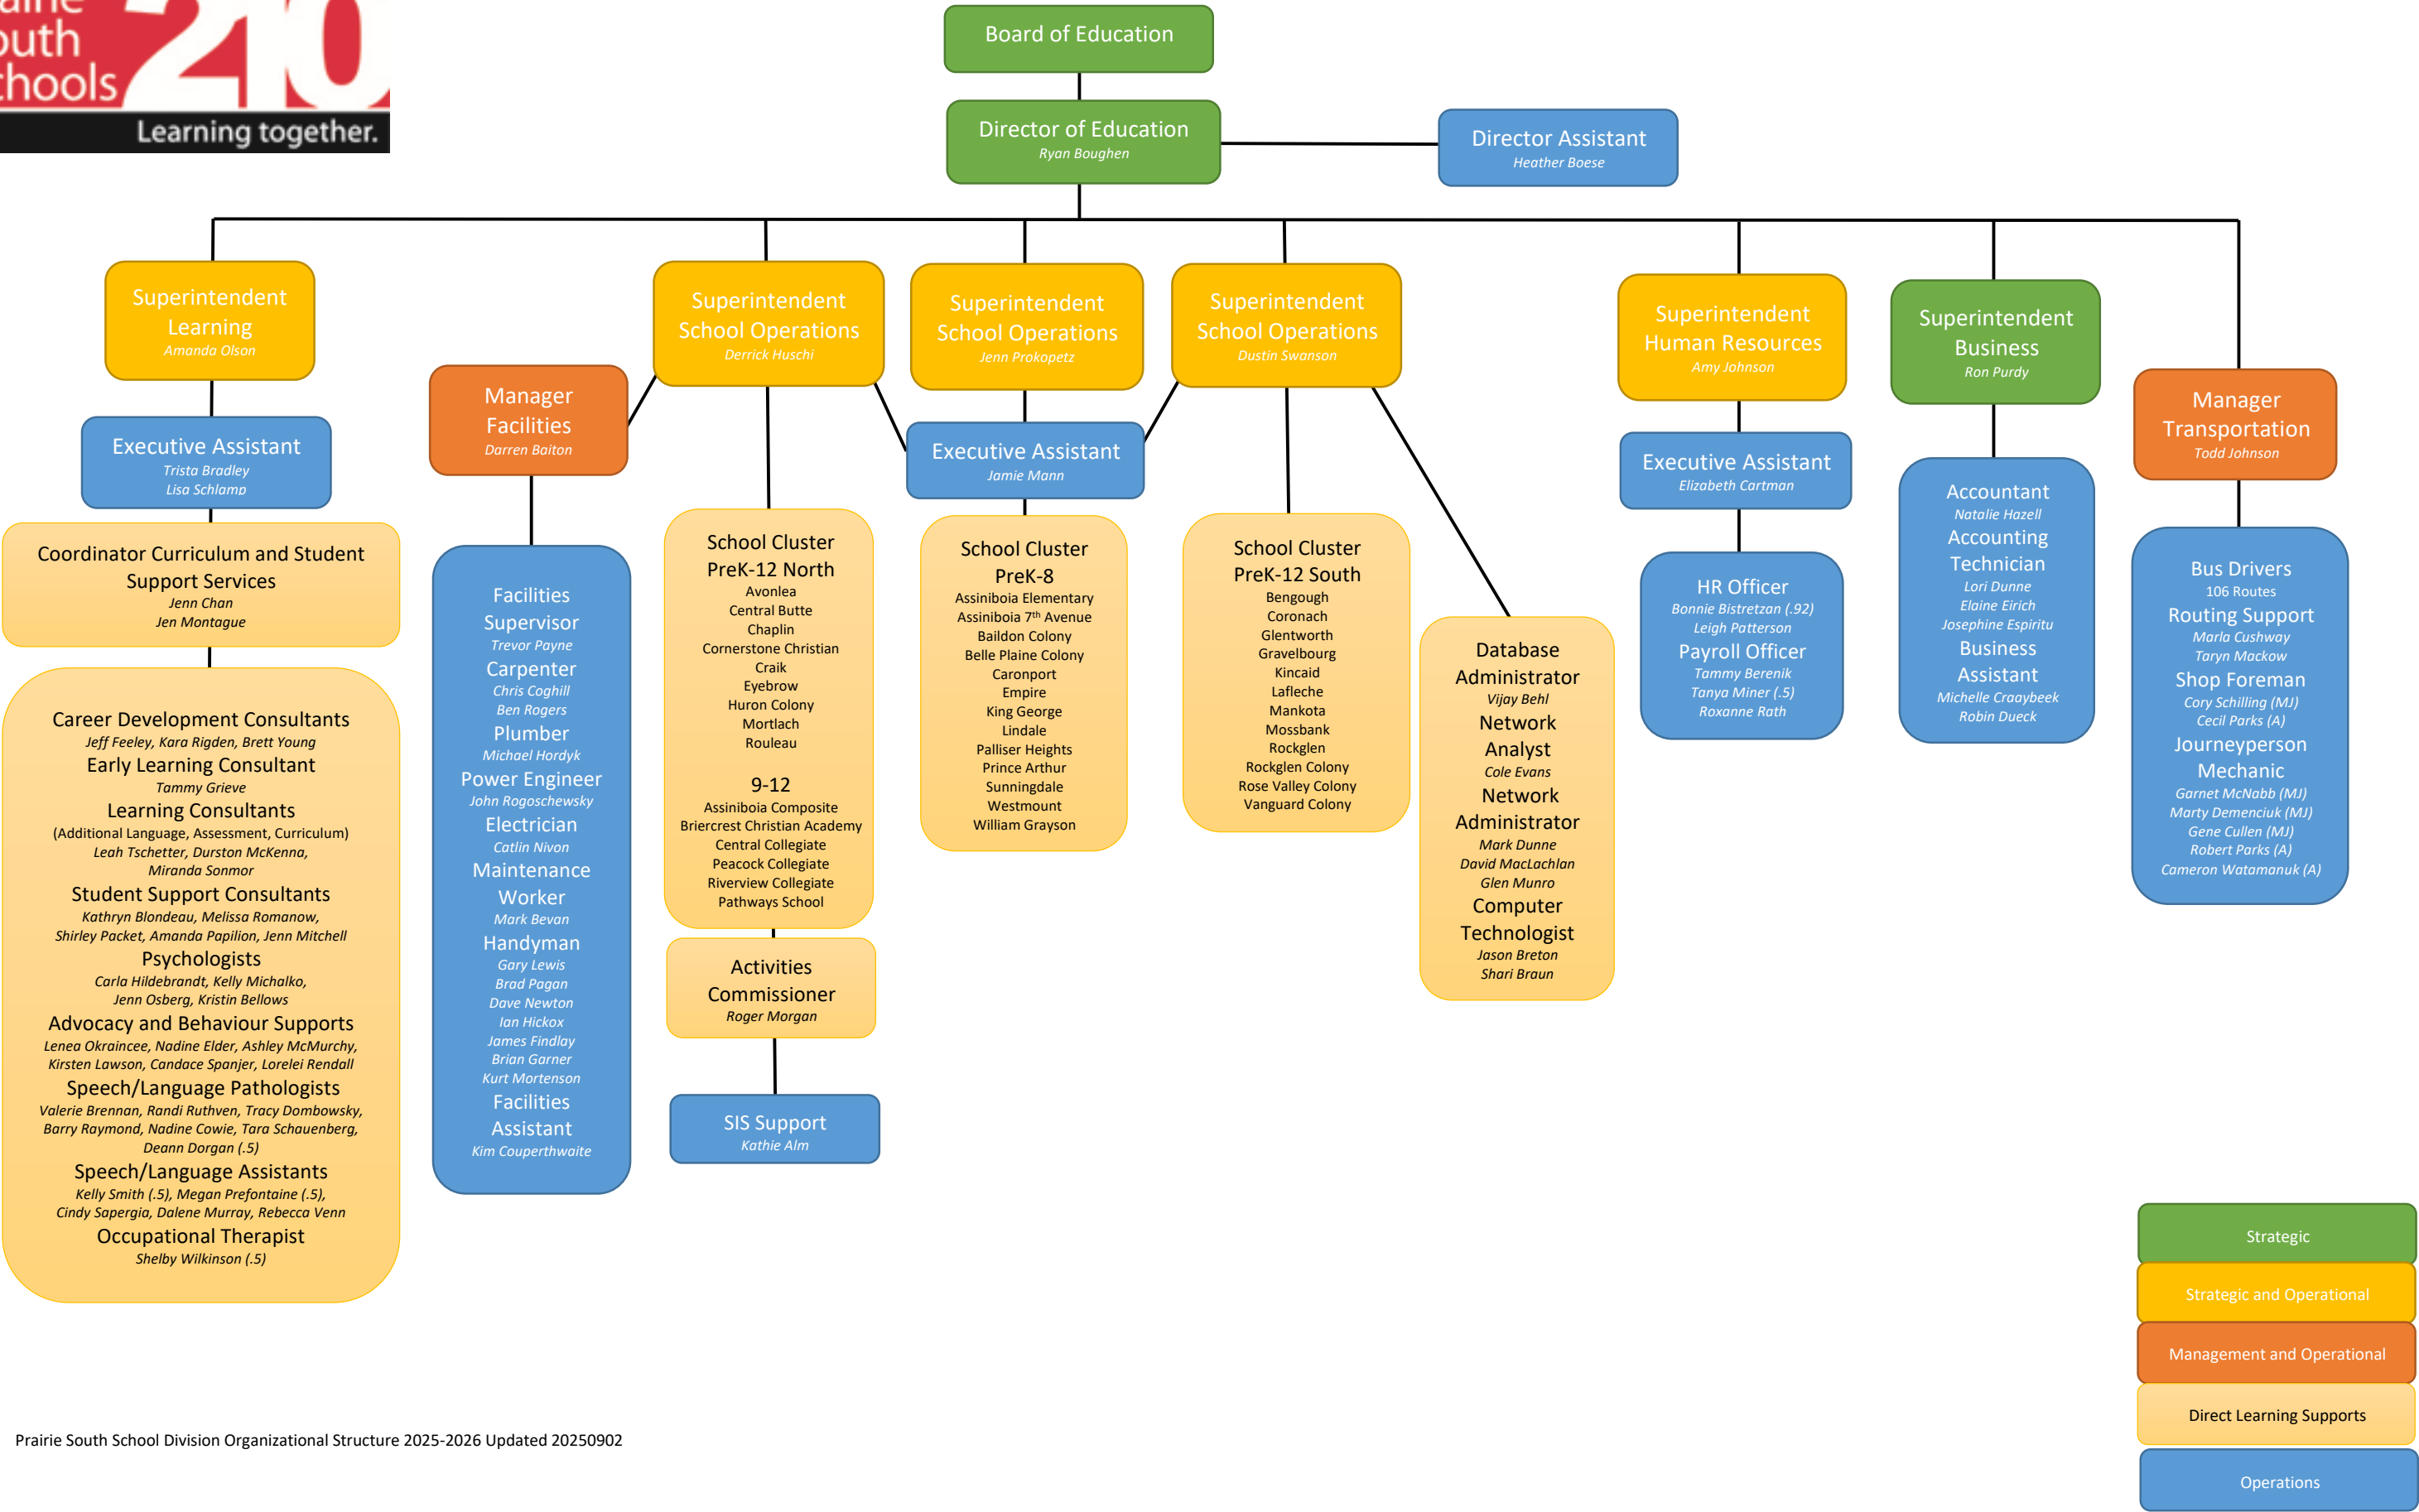 outh
chools
210
Learning together.
Board of Education
Director of Education
Ryan Boughen
Director Assistant
Heather Boese
Superintendent
Learning
Amanda Olson
Executive Assistant
Trista Bradley
Lisa Schlamp
Coordinator Curriculum and Student
Support Services
Jenn Chan
Jen Montague
Career Development Consultants
Jeff Feeley, Kara Rigden, Brett Young
Early Learning Consultant
Tammy Grieve
Learning Consultants
(Additional Language, Assessment, Curriculum)
Leah Tschetter, Durston McKenna,
Miranda Sonmor
Student Support Consultants
Kathryn Blondeau, Melissa Romanow,
Shirley Packet, Amanda Papilion, Jenn Mitchell
Psychologists
Carla Hildebrandt, Kelly Michalko,
Jenn Osberg, Kristin Bellows
Advocacy and Behaviour Supports
Lenea Okraincee, Nadine Elder, Ashley McMurchy,
Kirsten Lawson, Candace Spanjer, Lorelei Rendall
Speech/Language Pathologists
Valerie Brennan, Randi Ruthven, Tracy Dombowsky,
Barry Raymond, Nadine Cowie, Tara Schauenberg,
Deann Dorgan (.5)
Speech/Language Assistants
Kelly Smith (.5), Megan Prefontaine (.5),
Cindy Sapergia, Dalene Murray, Rebecca Venn
Occupational Therapist
Shelby Wilkinson (.5)
Manager
Facilities
Darren Baiton
Facilities
Supervisor
Trevor Payne
Carpenter
Chris Coghill
Ben Rogers
Plumber
Michael Hordyk
Power Engineer
John Rogoschewsky
Electrician
Catlin Nivon
Maintenance
Worker
Mark Bevan
Handyman
Gary Lewis
Brad Pagan
Dave Newton
Ian Hickox
James Findlay
Brian Garner
Kurt Mortenson
Facilities
Assistant
Kim Couperthwaite
Superintendent
School Operations
Derrick Huschi
School Cluster
PreK-12 North
Avonlea
Central Butte
Chaplin
Cornerstone Christian
Craik
Eyebrow
Huron Colony
Mortlach
Rouleau
9-12
Assiniboia Composite
Briercrest Christian Academy
Central Collegiate
Peacock Collegiate
Riverview Collegiate
Pathways School
Activities
Commissioner
Roger Morgan
SIS Support
Kathie Alm
Superintendent
School Operations
Jenn Prokopetz
Executive Assistant
Jamie Mann
School Cluster
PreK-8
Assiniboia Elementary
Assiniboia 7th Avenue
Baildon Colony
Belle Plaine Colony
Caronport
Empire
King George
Lindale
Palliser Heights
Prince Arthur
Sunningdale
Westmount
William Grayson
Superintendent
School Operations
Dustin Swanson
School Cluster
PreK-12 South
Bengough
Coronach
Glentworth
Gravelbourg
Kincaid
Lafleche
Mankota
Mossbank
Rockglen
Rockglen Colony
Rose Valley Colony
Vanguard Colony
Database
Administrator
Vijay Behl
Network
Analyst
Cole Evans
Network
Administrator
Mark Dunne
David MacLachlan
Glen Munro
Computer
Technologist
Jason Breton
Shari Braun
Superintendent
Human Resources
Amy Johnson
Executive Assistant
Elizabeth Cartman
HR Officer
Bonnie Bistretzan (.92)
Leigh Patterson
Payroll Officer
Tammy Berenik
Tanya Miner (.5)
Roxanne Rath
Superintendent
Business
Ron Purdy
Accountant
Natalie Hazell
Accounting
Technician
Lori Dunne
Elaine Eirich
Josephine Espiritu
Business
Assistant
Michelle Craaybeek
Robin Dueck
Manager
Transportation
Todd Johnson
Bus Drivers
106 Routes
Routing Support
Marla Cushway
Taryn Mackow
Shop Foreman
Cory Schilling (MJ)
Cecil Parks (A)
Journeyperson
Mechanic
Garnet McNabb (MJ)
Marty Demenciuk (MJ)
Gene Cullen (MJ)
Robert Parks (A)
Cameron Watamanuk (A)
Strategic
Strategic and Operational
Management and Operational
Direct Learning Supports
Operations
Prairie South School Division Organizational Structure 2025-2026 Updated 20250902